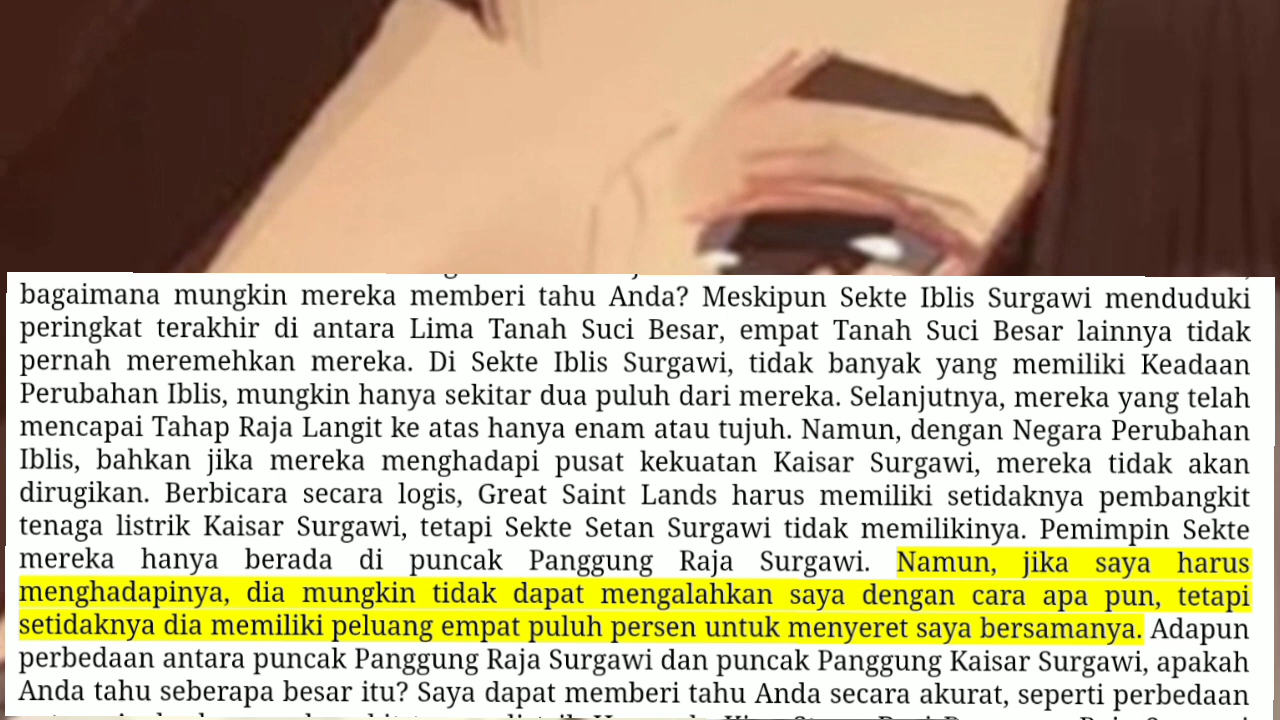 bagaimana mungkin mereka memberi tahu Anda? Meskipun Sekte Iblis Surgawi menduduki
peringkat terakhir di antara Lima Tanah Suci Besar, empat Tanah Suci Besar lainnya tidak
pernah meremehkan mereka. Di Sekte Iblis Surgawi, tidak banyak yang memiliki Keadaan
Perubahan Iblis, mungkin hanya sekitar dua puluh dari mereka. Selanjutnya, mereka yang telah
mencapai Tahap Raja Langit ke atas hanya enam atau tujuh. Namun, dengan Negara Perubahan
Iblis, bahkan jika mereka menghadapi pusat kekuatan Kaisar Surgawi, mereka tidak akan
dirugikan. Berbicara secara logis, Great Saint Lands harus memiliki setidaknya pembangkit
tenaga listrik Kaisar Surgawi, tetapi Sekte Setan Surgawi tidak memilikinya. Pemimpin Sekte
mereka hanya berada di puncak Panggung Raja Surgawi. Namun, jika saya harus
menghadapinya, dia mungkin tidak dapat mengalahkan saya dengan cara apa pun, tetapi
setidaknya dia memiliki peluang empat puluh persen untuk menyeret saya bersamanya. Adapun
perbedaan antara puncak Panggung Raja Surgawi dan puncak Panggung Kaisar Surgawi, apakah
Anda tahu seberapa besar itu? Saya dapat memberi tahu Anda secara akurat, seperti perbedaan